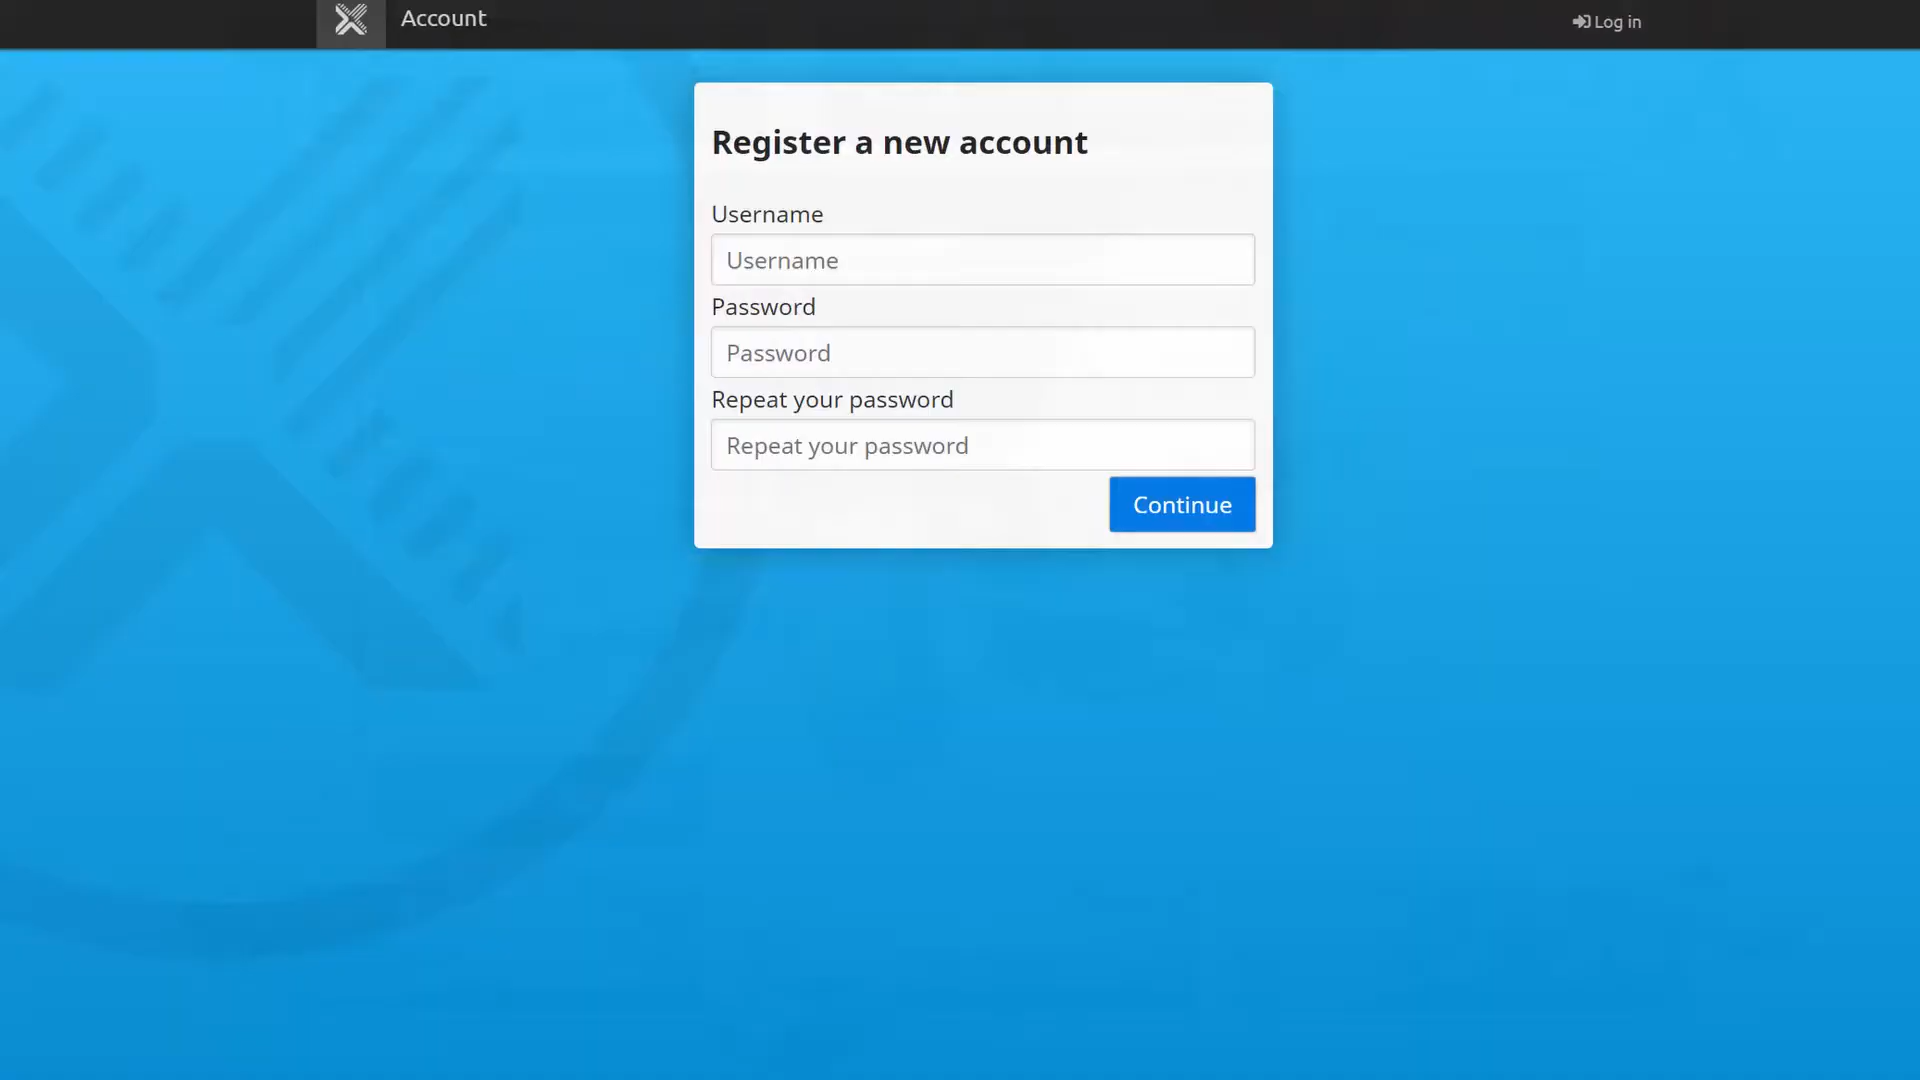 Account
Log in
Register a new account
Username
Username
Password
Password
Repeat your password
Repeat your password
Continue